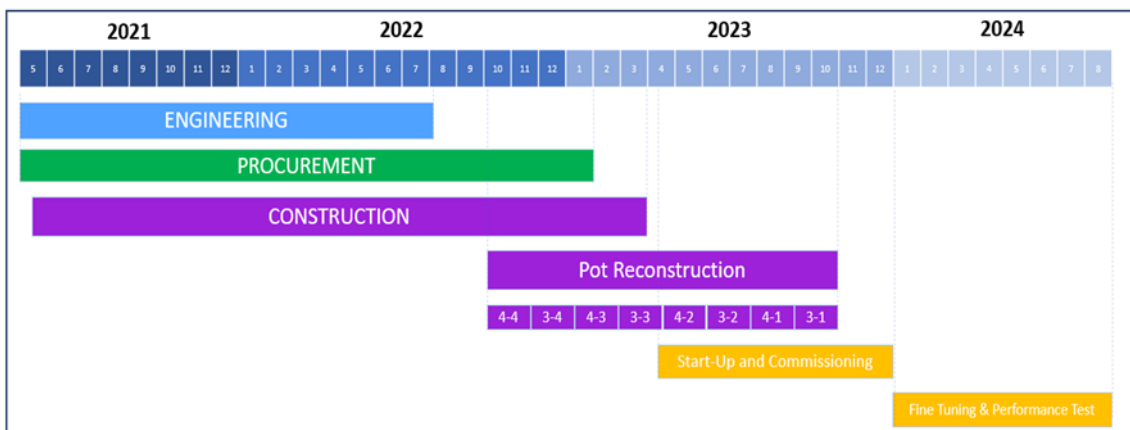 2021 2022 2023 2024
5 6 7 8 9 10 11 12 1 2 3 4 5 6 7 8 9 10 11 12 1 2 3 4 5 6 7 8 9 10 11 12 1 2 3 4 5 6 7 8
ENGINEERING
PROCUREMENT
CONSTRUCTION
Pot Reconstruction
4-4 3-4 4-3 3-3 4-2 3-2 4-1 3-1
Start-Up and Commissioning
Fine Tuning & Performance Test